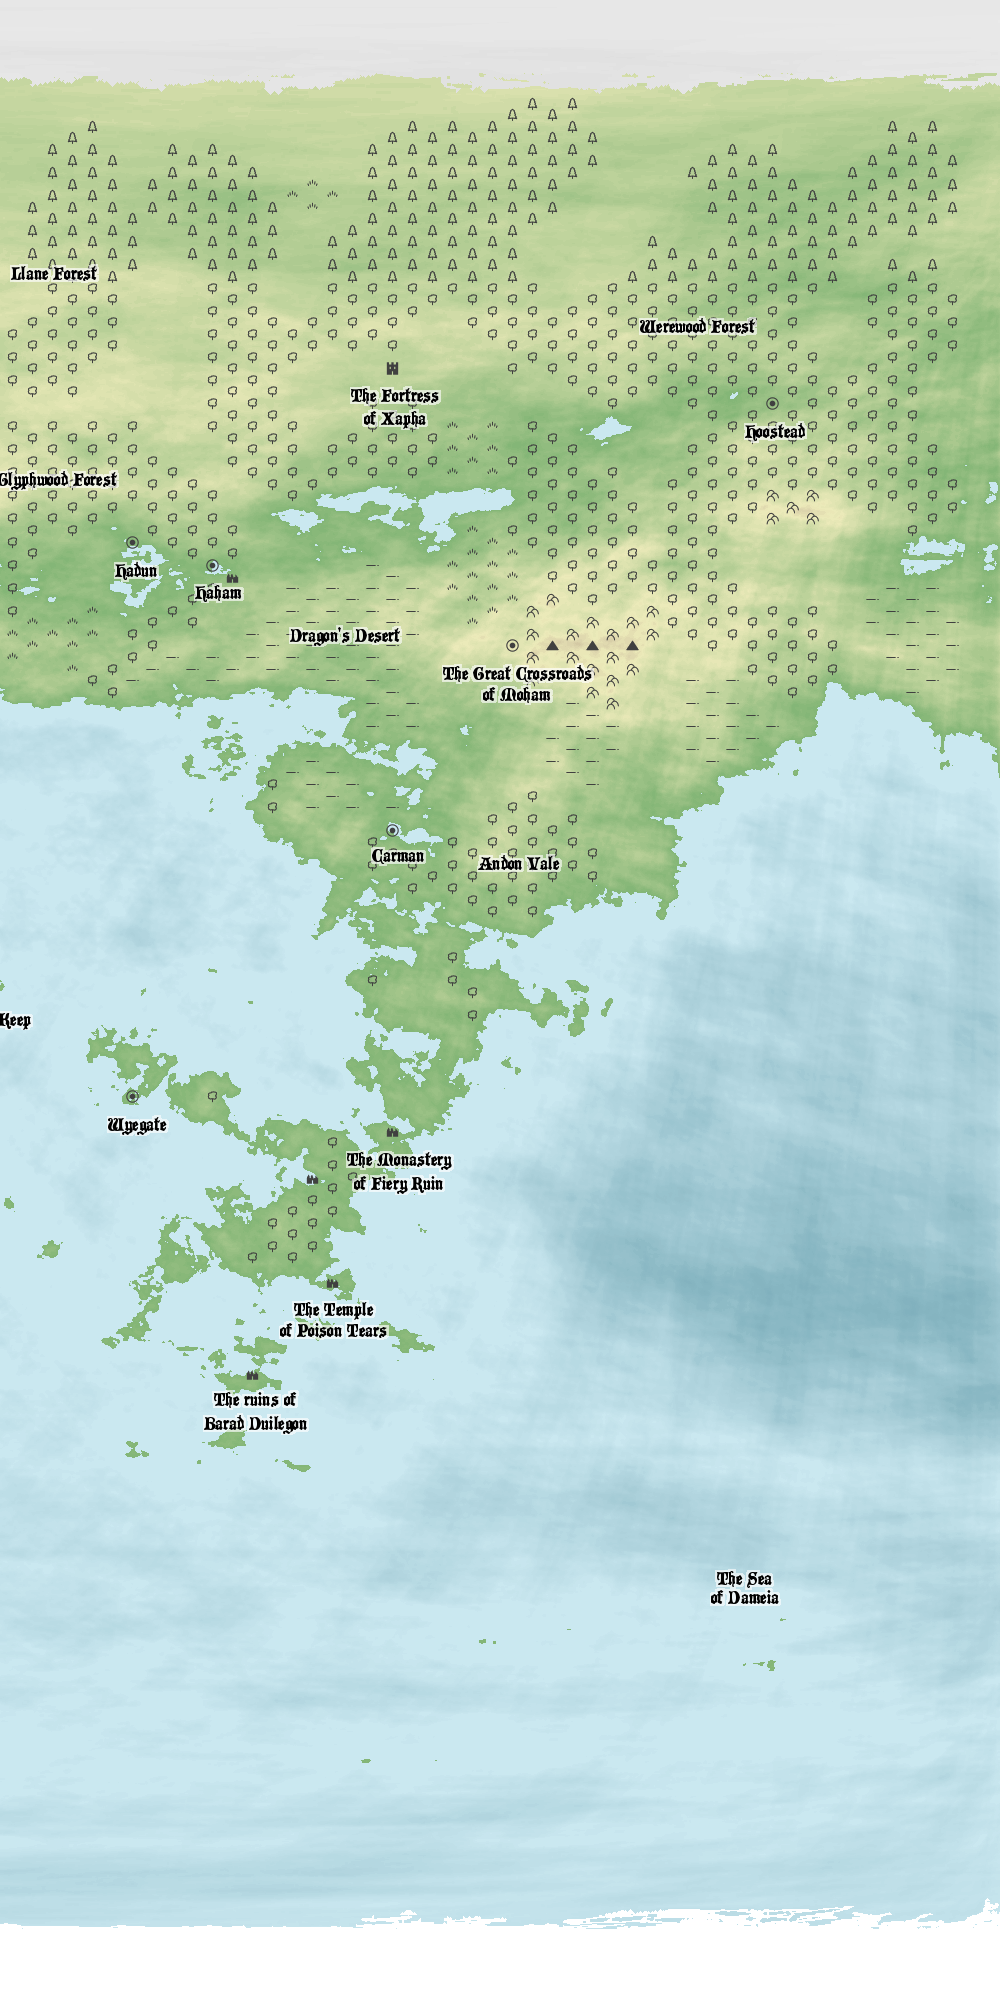 Llane Forest
Werewood Forest
The Fortress
of Xapha
Hoostead
Glyphwood Forest
Hadun
Haham
Dragon's Desert
The Great Crossroads
of Moham
Carman
Andon Vale
Keep
Wyegate
The Monastery
of Fiery Ruin
The Temple
of Poison Tears
The ruins of
Barad Duilegon
The Sea
of Dameia